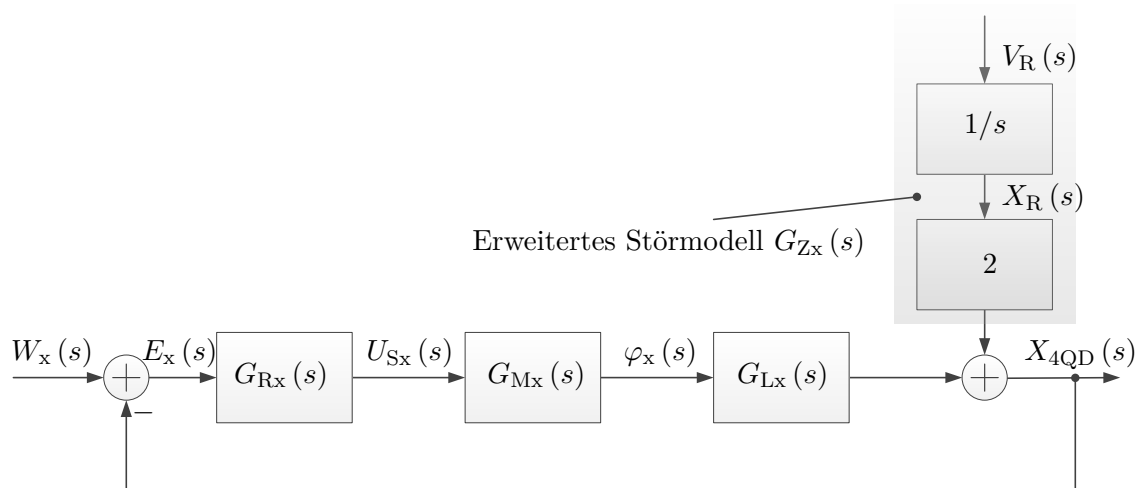 V_R (s)
1/s
X_R (s)
Erweitertes Störmodell G_Zx (s)
2
W_x (s)
E_x (s)
G_Rx (s)
U_Sx (s)
G_Mx (s)
φ_x (s)
G_Lx (s)
X_4QD (s)
+
+
−